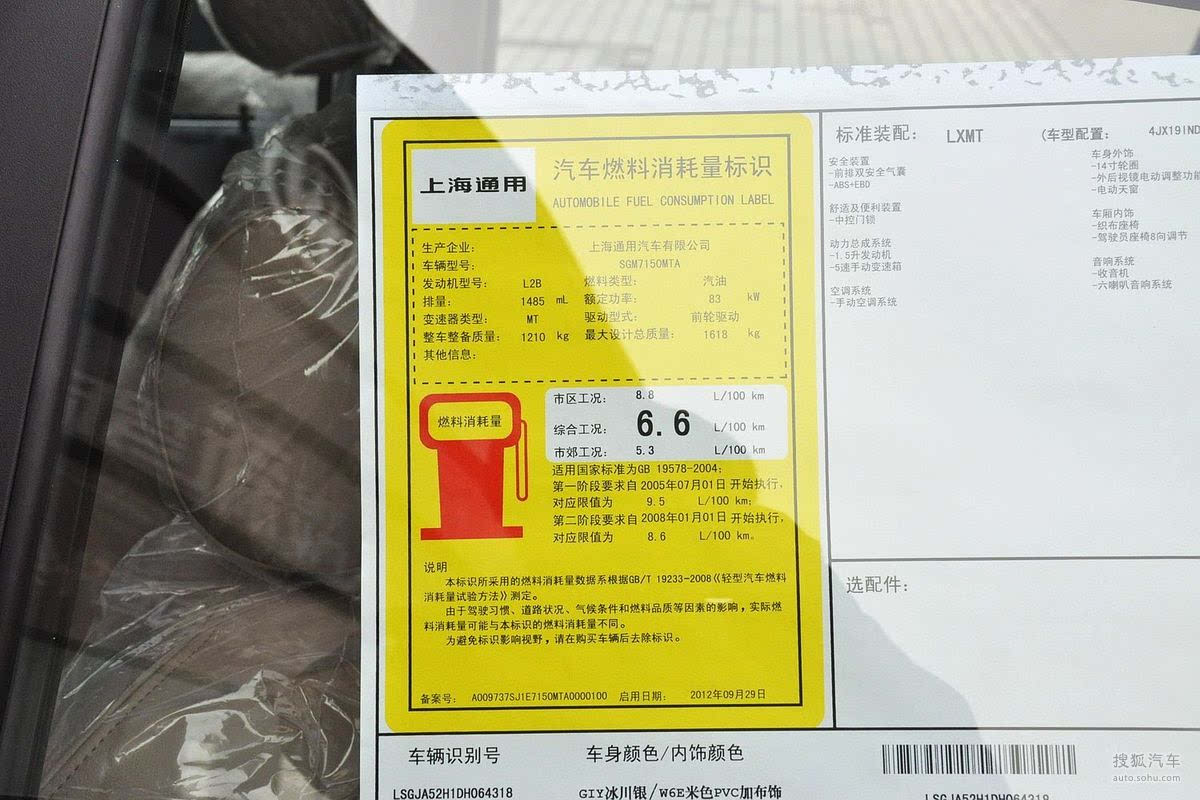 上海通用
汽车燃料消耗量标识
AUTOMOBILE FUEL CONSUMPTION LABEL
生产企业: 上海通用汽车有限公司
车辆型号: SGM7150MTA
发动机型号: L2B 燃料类型: 汽油
排量: 1485 mL 额定功率: 83 kW
变速器类型: MT 驱动型式: 前轮驱动
整车整备质量: 1210 kg 最大设计总质量: 1618 kg
其他信息:
燃料消耗量
市区工况: 8.8 L/100 km
综合工况: 6.6 L/100 km
市郊工况: 5.3 L/100 km
适用国家标准为GB 19578-2004;
第一阶段要求自 2005年07月01日 开始执行,
对应限值为 9.5 L/100 km;
第二阶段要求自 2008年01月01日 开始执行,
对应限值为 8.6 L/100 km。
说明
本标识所采用的燃料消耗量数据系根据GB/T 19233-2008《轻型汽车燃料
消耗量试验方法》测定。
由于驾驶习惯、道路状况、气候条件和燃料品质等因素的影响,实际燃
料消耗量可能与本标识的燃料消耗量不同。
为避免标识影响视野,请在购买车辆后去除标识。
备案号: A009737SJ1E7150MTA0000100 启用日期: 2012年09月29日
标准装配: LXMT (车型配置: 4JX19IND
安全装置
-前排双安全气囊
-ABS+EBD
舒适及便利装置
-中控门锁
动力总成系统
-1.5升发动机
-5速手动变速箱
空调系统
-手动空调系统
车身外饰
-14寸轮圈
-外后视镜电动调整功能
-电动天窗
车厢内饰
-织布座椅
-驾驶员座椅6向调节
音响系统
-收音机
-六喇叭音响系统
选配件:
车辆识别号 车身颜色/内饰颜色
LSGJA52H1DH064318 GIY冰川银/W6E米色PVC加布饰
LSGJA52H1DH064318
搜狐汽车
auto.sohu.com